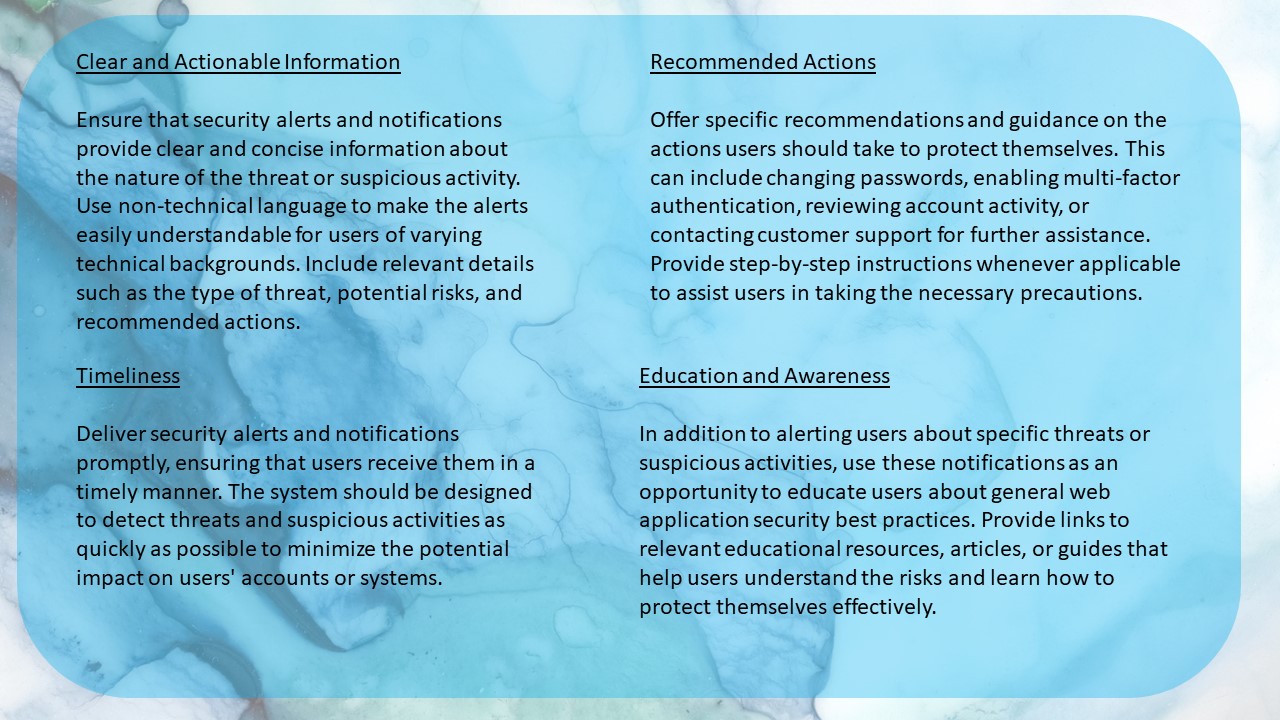 Clear and Actionable Information
Ensure that security alerts and notifications
provide clear and concise information about
the nature of the threat or suspicious activity.
Use non-technical language to make the alerts
easily understandable for users of varying
technical backgrounds. Include relevant details
such as the type of threat, potential risks, and
recommended actions.
Timeliness
Deliver security alerts and notifications
promptly, ensuring that users receive them in a
timely manner. The system should be designed
to detect threats and suspicious activities as
quickly as possible to minimize the potential
impact on users' accounts or systems.
Recommended Actions
Offer specific recommendations and guidance on the
actions users should take to protect themselves. This
can include changing passwords, enabling multi-factor
authentication, reviewing account activity, or
contacting customer support for further assistance.
Provide step-by-step instructions whenever applicable
to assist users in taking the necessary precautions.
Education and Awareness
In addition to alerting users about specific threats or
suspicious activities, use these notifications as an
opportunity to educate users about general web
application security best practices. Provide links to
relevant educational resources, articles, or guides that
help users understand the risks and learn how to
protect themselves effectively.